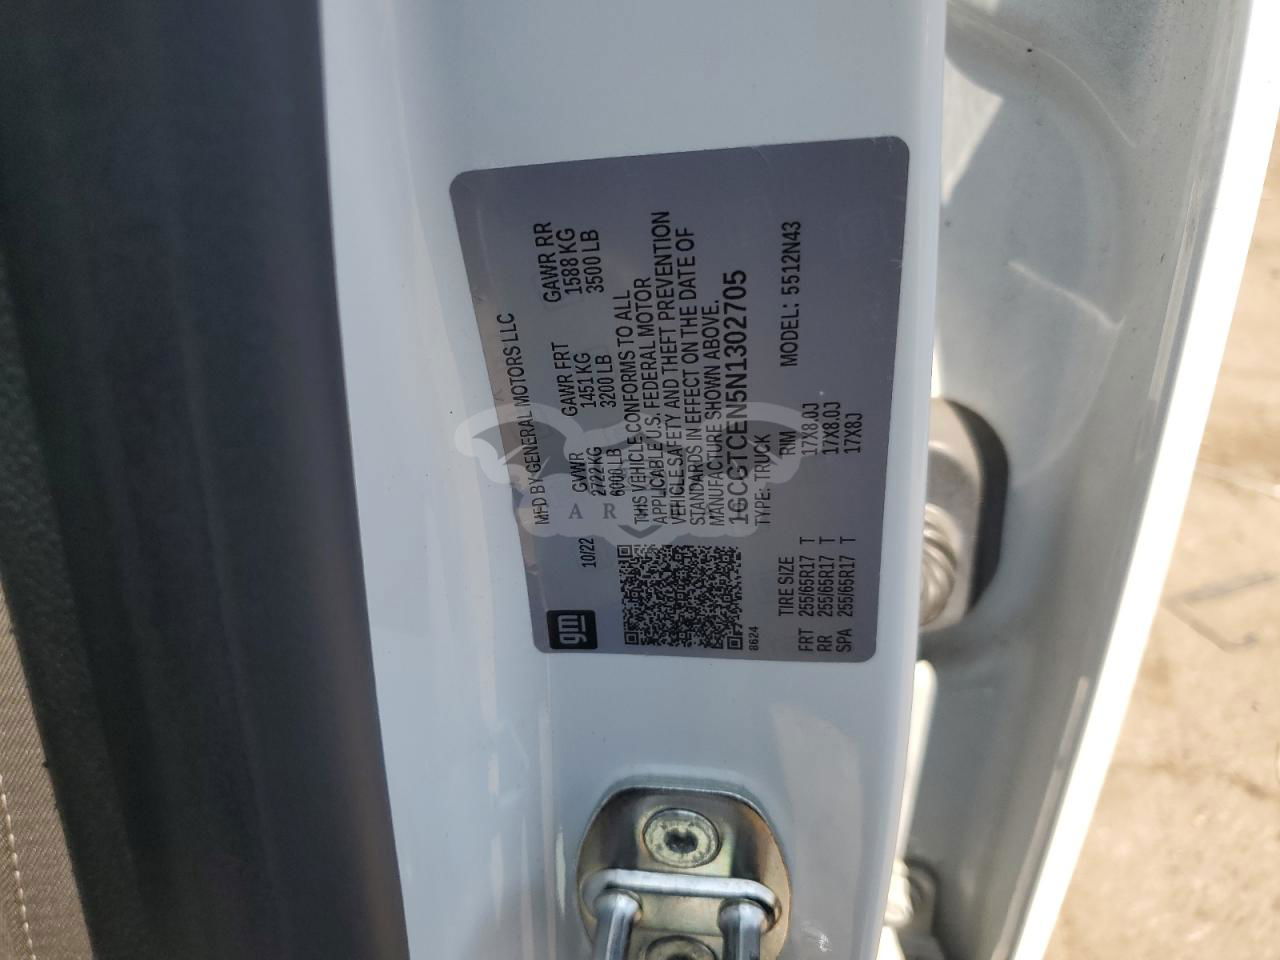 MFD BY GENERAL MOTORS LLC
10/22 GVWR GAWR FRT GAWR RR
2722 KG 1451 KG 1588 KG
6000 LB 3200 LB 3500 LB
THIS VEHICLE CONFORMS TO ALL
APPLICABLE U.S. FEDERAL MOTOR
VEHICLE SAFETY AND THEFT PREVENTION
STANDARDS IN EFFECT ON THE DATE OF
MANUFACTURE SHOWN ABOVE.
1GCGTCEN5N1302705
TYPE: TRUCK MODEL: 5512N43
gm
8624
TIRE SIZE RIM
FRT 255/65R17 T 17X8.0J
RR 255/65R17 T 17X8.0J
SPA 255/65R17 T 17X8J